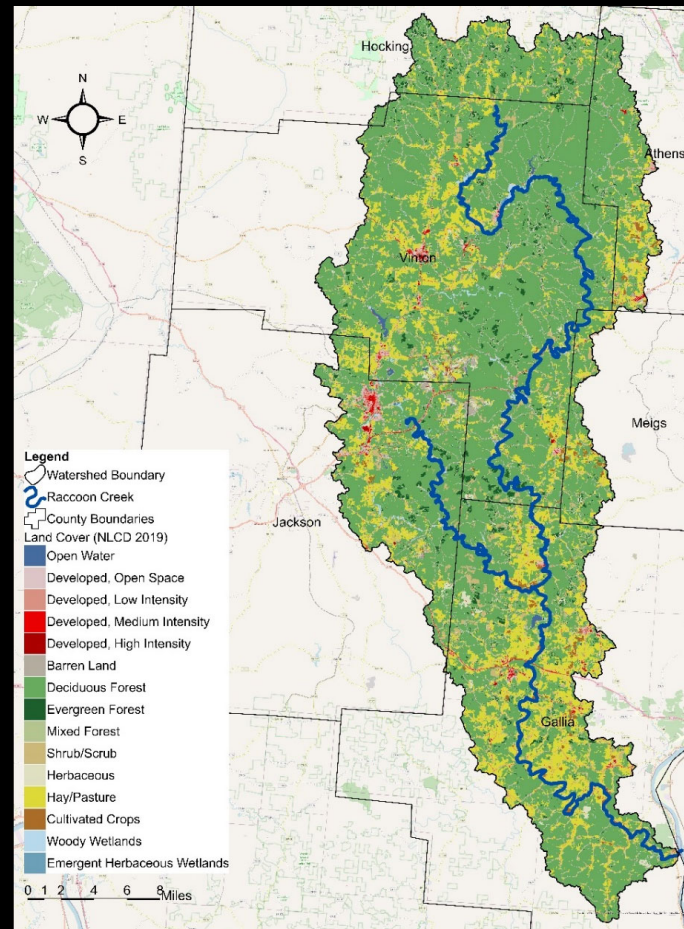 Hocking
N
W E
S
Athens
Vinton
Meigs
Jackson
Gallia
Legend
Watershed Boundary
Raccoon Creek
County Boundaries
Land Cover (NLCD 2019)
Open Water
Developed, Open Space
Developed, Low Intensity
Developed, Medium Intensity
Developed, High Intensity
Barren Land
Deciduous Forest
Evergreen Forest
Mixed Forest
Shrub/Scrub
Herbaceous
Hay/Pasture
Cultivated Crops
Woody Wetlands
Emergent Herbaceous Wetlands
0 1 2 4 6 8 Miles